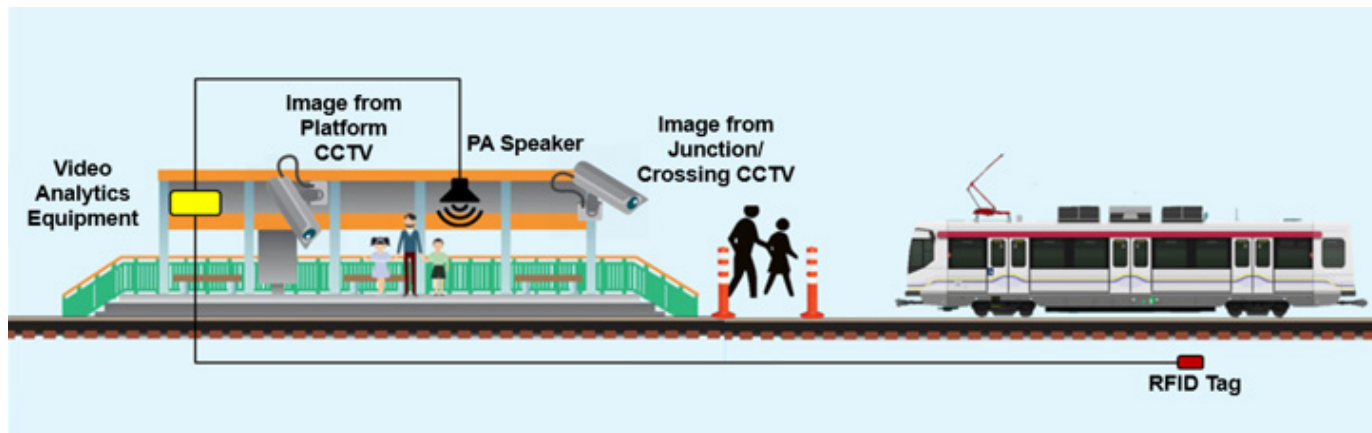 Image from
Platform
CCTV
PA Speaker
Image from
Junction/
Crossing CCTV
Video
Analytics
Equipment
RFID Tag